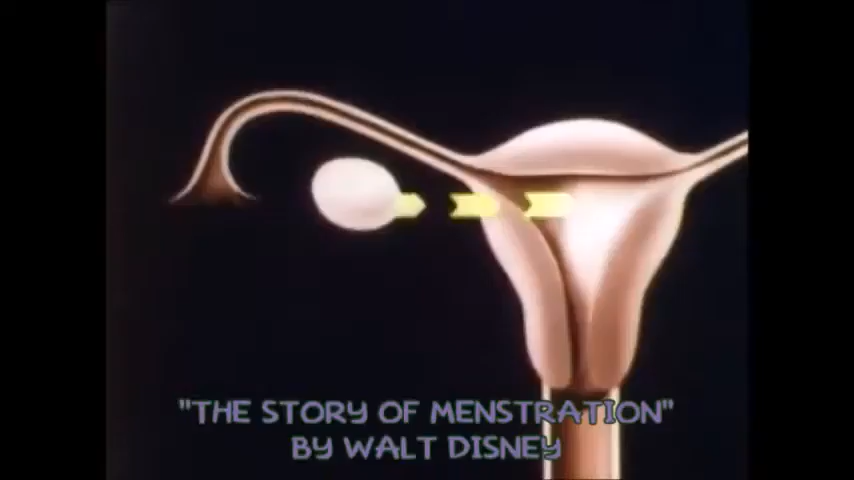 "THE STORY OF MENSTRATION"
BY WALT DISNEY